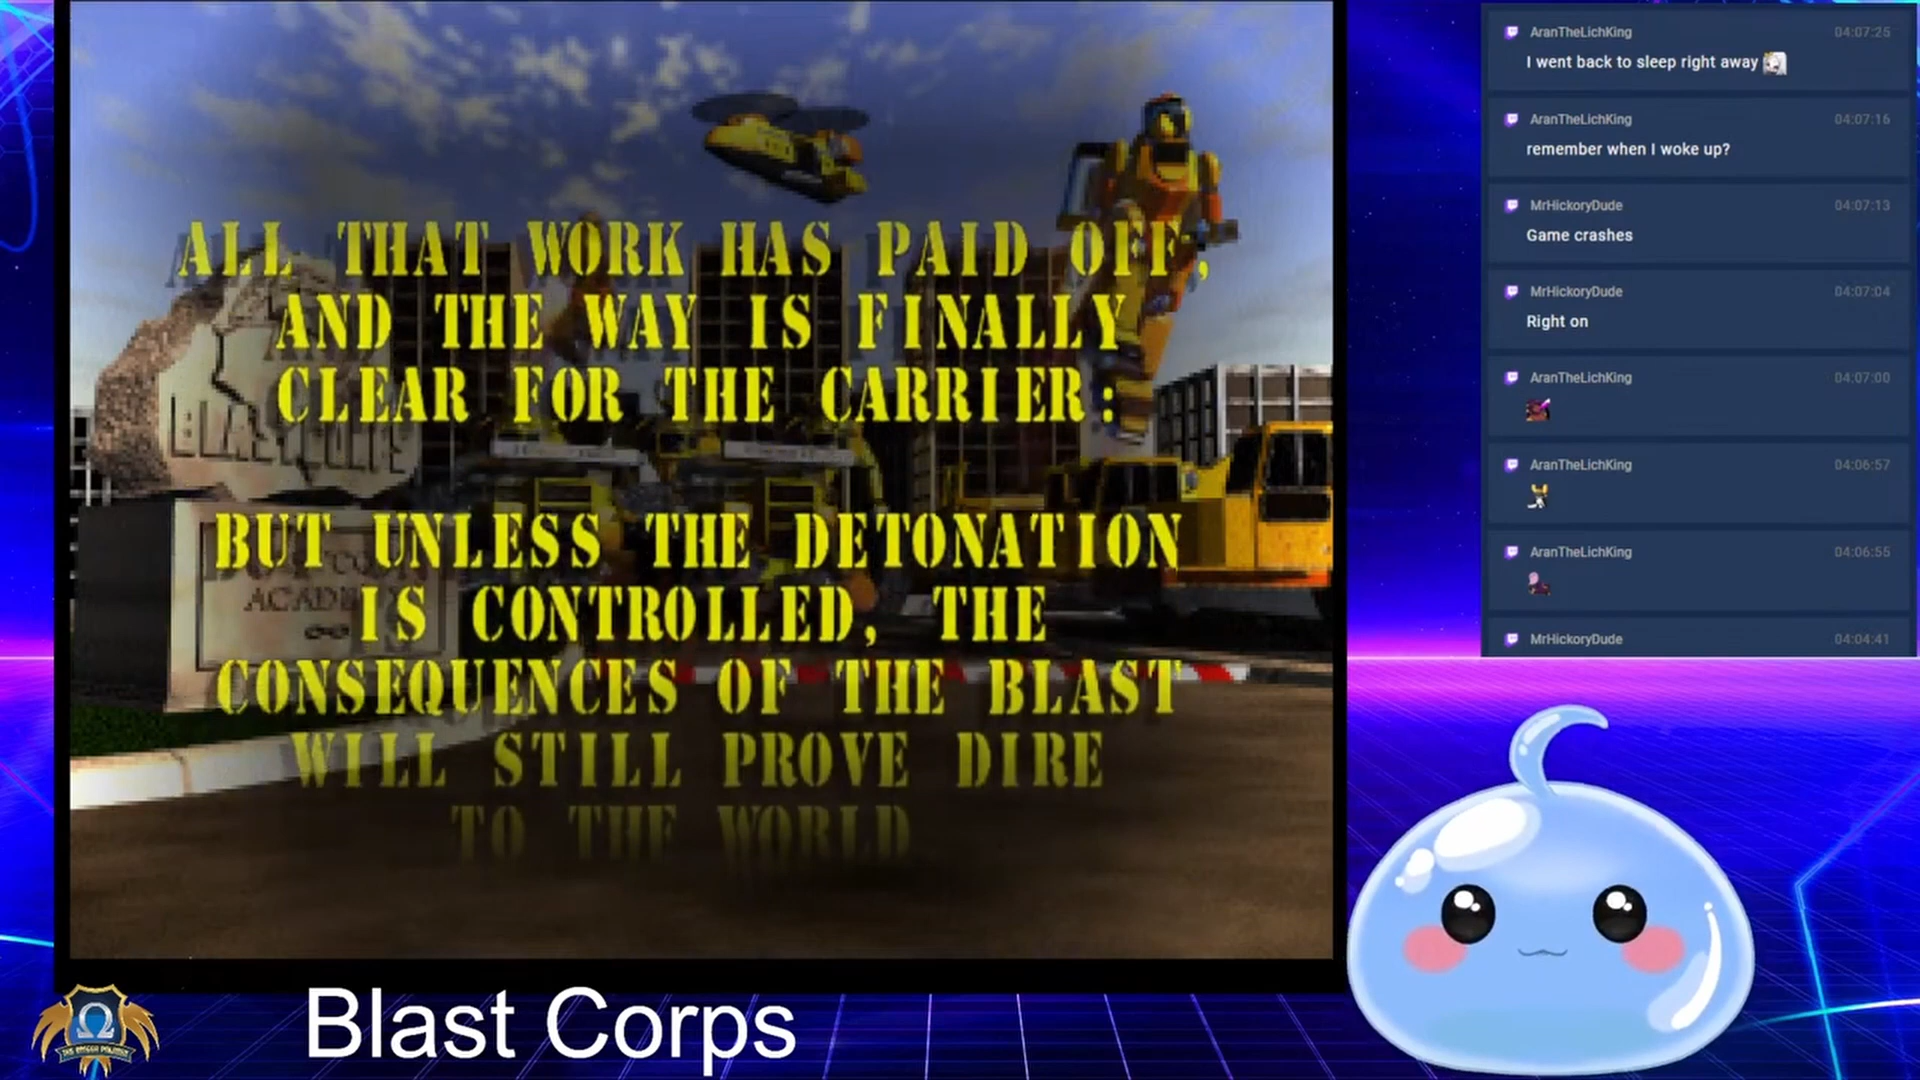 ALL THAT WORK HAS PAID OFF,
AND THE WAY IS FINALLY
CLEAR FOR THE CARRIER:
BUT UNLESS THE DETONATION
IS CONTROLLED, THE
CONSEQUENCES OF THE BLAST
WILL STILL PROVE DIRE
TO THE WORLD
Blast Corps
AranTheLichKing 04:07:25
I went back to sleep right away
AranTheLichKing 04:07:16
remember when I woke up?
MrHickoryDude 04:07:13
Game crashes
MrHickoryDude 04:07:04
Right on
AranTheLichKing 04:07:00
AranTheLichKing 04:06:57
AranTheLichKing 04:06:55
MrHickoryDude 04:04:41